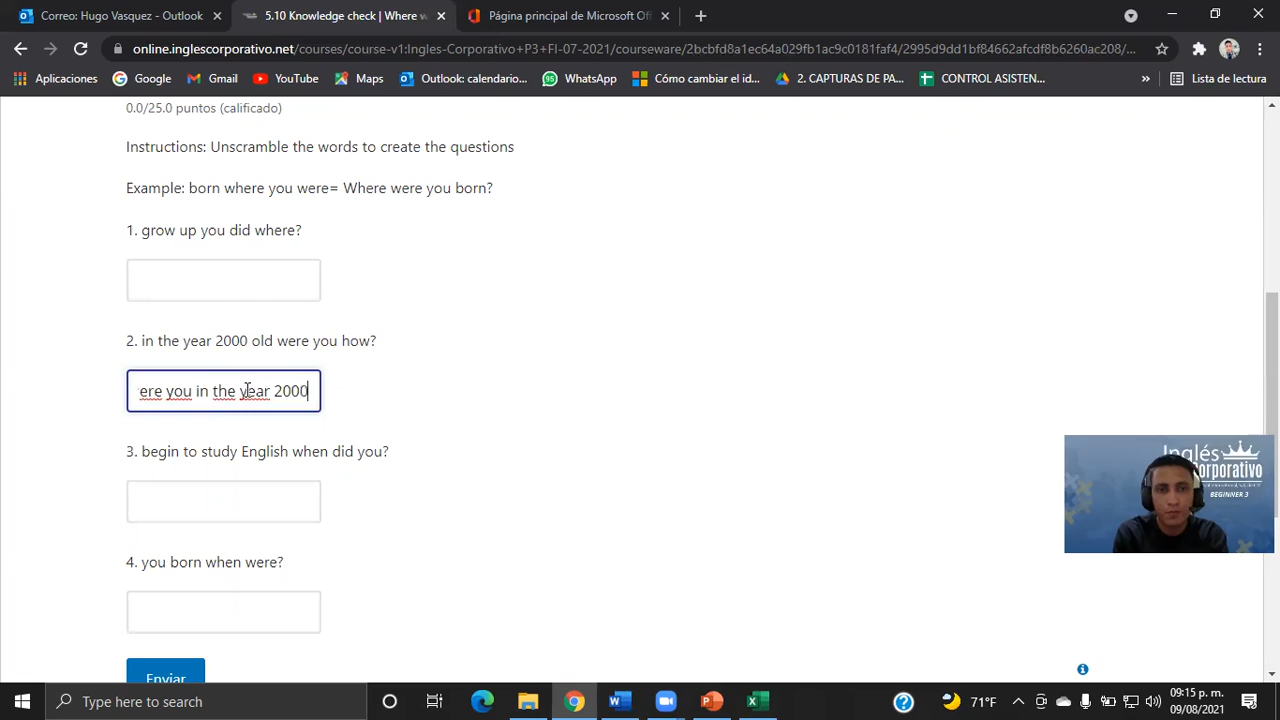 Correo: Hugo Vasquez - Outlook
5.10 Knowledge check | Where w
Página principal de Microsoft Ofi
online.inglescorporativo.net/courses/course-v1:Ingles-Corporativo+P3+FI-07-2021/courseware/2bcbfd8a1ec64a029fb1ac9c0181faf4/2995d9dd1bf84662afcdf8b6260ac208/...
Aplicaciones
Google
Gmail
YouTube
Maps
Outlook: calendario...
WhatsApp
Cómo cambiar el id...
2. CAPTURAS DE PA...
CONTROL ASISTEN...
»
Lista de lectura
0.0/25.0 puntos (calificado)
Instructions: Unscramble the words to create the questions
Example: born where you were= Where were you born?
1. grow up you did where?
2. in the year 2000 old were you how?
ere you in the year 2000
3. begin to study English when did you?
4. you born when were?
Enviar
Inglés
Corporativo
BEGINNER 3
Type here to search
71°F
09:15 p. m.
09/08/2021